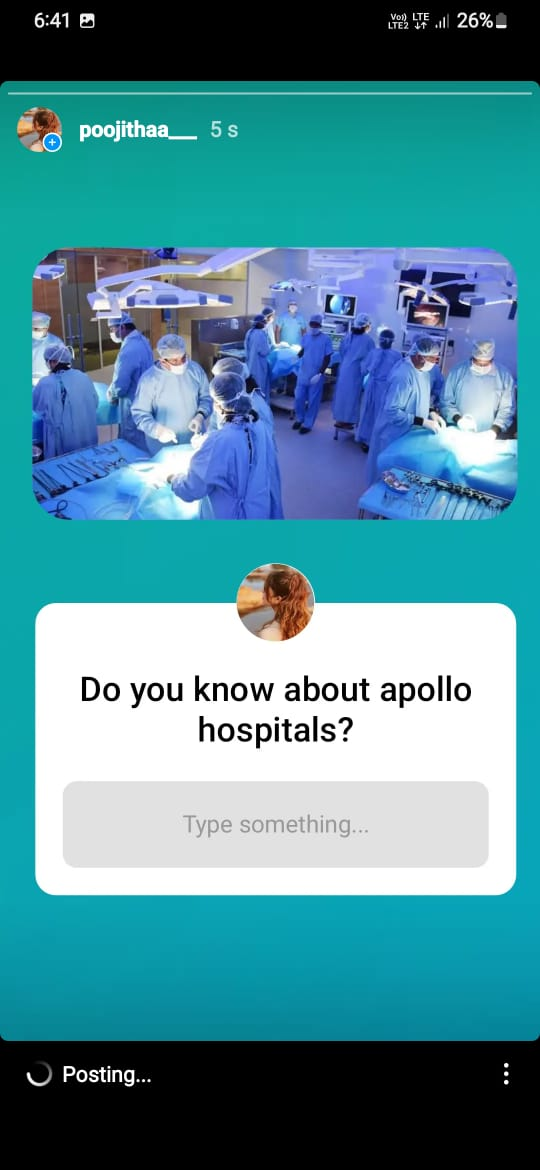 6:41
Vo)) LTE 26%
LTE2
poojithaa___ 5 s
Do you know about apollo
hospitals?
Type something...
Posting...